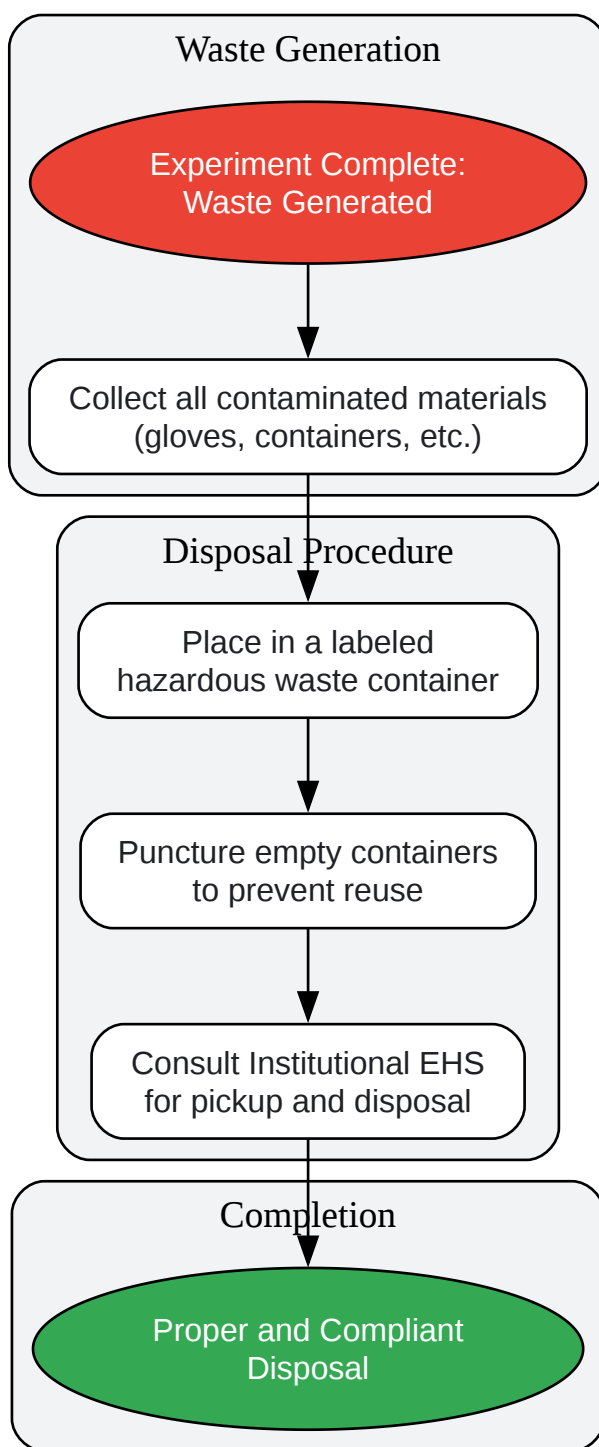 Waste Generation
Experiment Complete:
Waste Generated
Collect all contaminated materials
(gloves, containers, etc.)
Disposal Procedure
Place in a labeled
hazardous waste container
Puncture empty containers
to prevent reuse
Consult Institutional EHS
for pickup and disposal
Completion
Proper and Compliant
Disposal